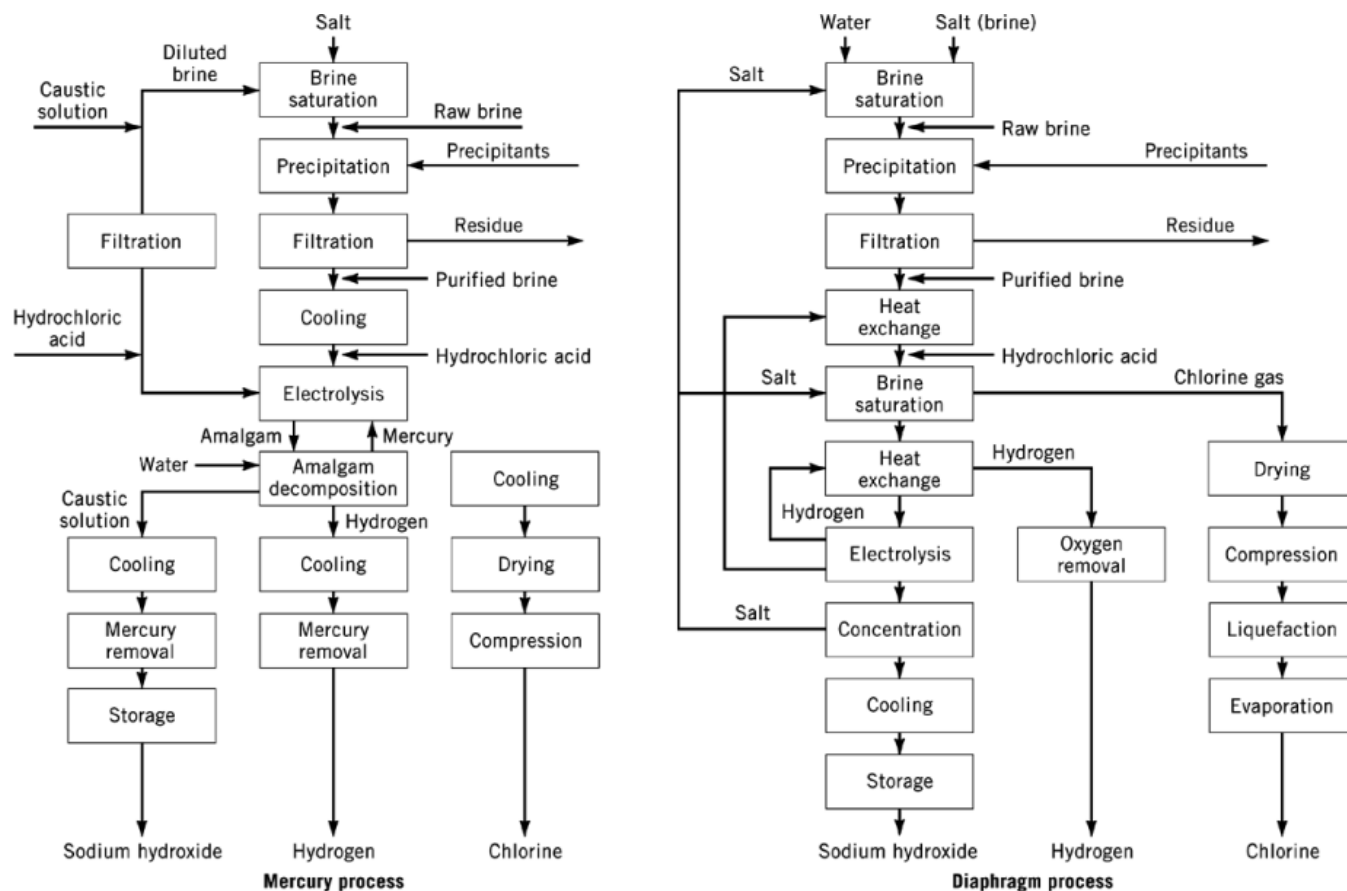 Salt
Diluted
brine
Caustic
solution
Brine
saturation
Raw brine
Precipitants
Precipitation
Filtration
Filtration
Residue
Purified brine
Hydrochloric
acid
Cooling
Hydrochloric acid
Electrolysis
Amalgam
Mercury
Water
Amalgam
decomposition
Caustic
solution
Hydrogen
Cooling
Cooling
Cooling
Drying
Mercury
removal
Mercury
removal
Compression
Storage
Sodium hydroxide
Hydrogen
Chlorine
Mercury process
Water
Salt (brine)
Salt
Brine
saturation
Raw brine
Precipitants
Precipitation
Filtration
Residue
Purified brine
Heat
exchange
Hydrochloric acid
Salt
Brine
saturation
Chlorine gas
Heat
exchange
Hydrogen
Drying
Hydrogen
Electrolysis
Oxygen
removal
Compression
Salt
Concentration
Liquefaction
Cooling
Evaporation
Storage
Sodium hydroxide
Hydrogen
Chlorine
Diaphragm process